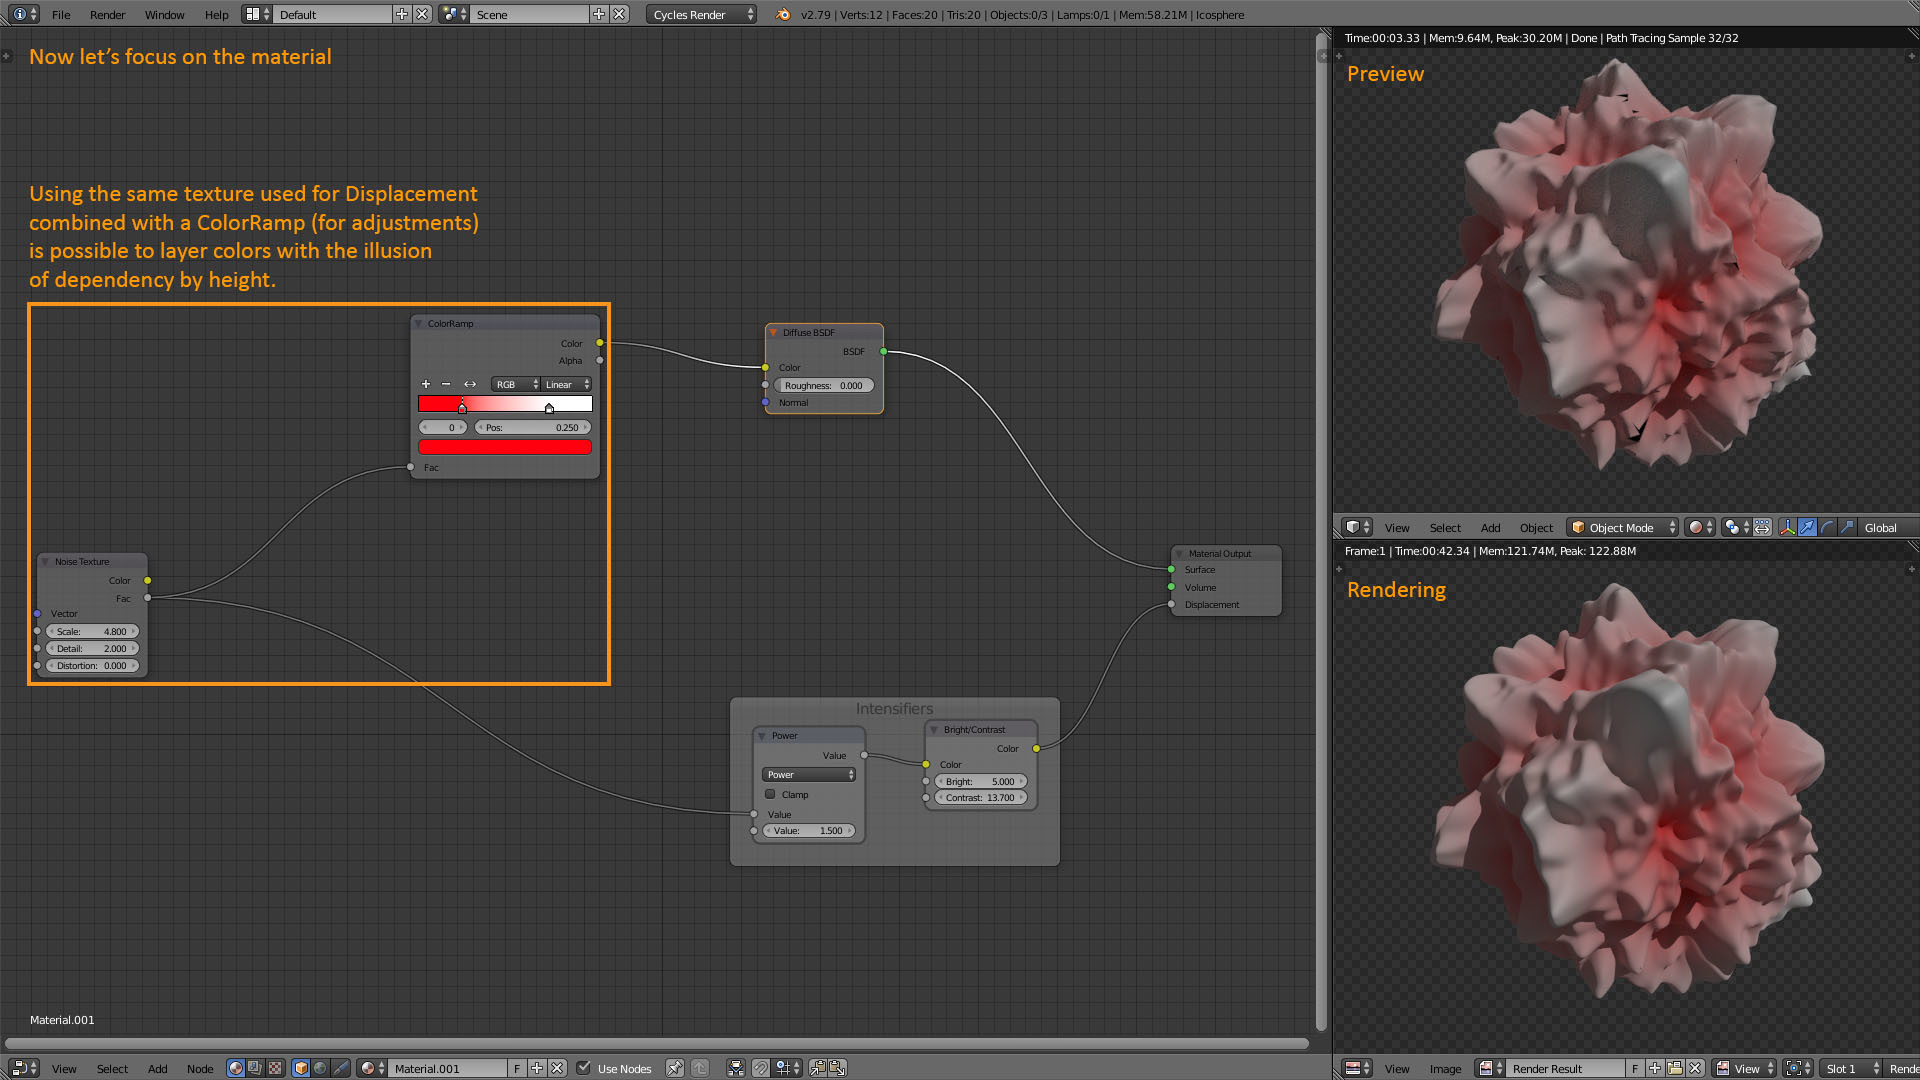 File Render Window Help Default Scene Cycles Render v2.79 | Verts:12 | Faces:20 | Tris:20 | Objects:0/3 | Lamps:0/1 | Mem:58.21M | Icosphere
Now let’s focus on the material
Using the same texture used for Displacement
combined with a ColorRamp (for adjustments)
is possible to layer colors with the illusion
of dependency by height.
ColorRamp
Color
Alpha
RGB Linear
0 Pos: 0.250
Fac
Noise Texture
Color
Fac
Vector
Scale: 4.800
Detail: 2.000
Distortion: 0.000
Diffuse BSDF
BSDF
Color
Roughness: 0.000
Normal
Material Output
Surface
Volume
Displacement
Intensifiers
Power
Value
Power
Clamp
Value
Value: 1.500
Bright/Contrast
Color
Color
Bright: 5.000
Contrast: 13.700
Material.001
View Select Add Node Material.001 F Use Nodes
Time:00:03.33 | Mem:9.64M, Peak:30.20M | Done | Path Tracing Sample 32/32
Preview
View Select Add Object Object Mode Global
Frame:1 | Time:00:42.34 | Mem:121.74M, Peak: 122.88M
Rendering
View Image Render Result F View Slot 1 Rende